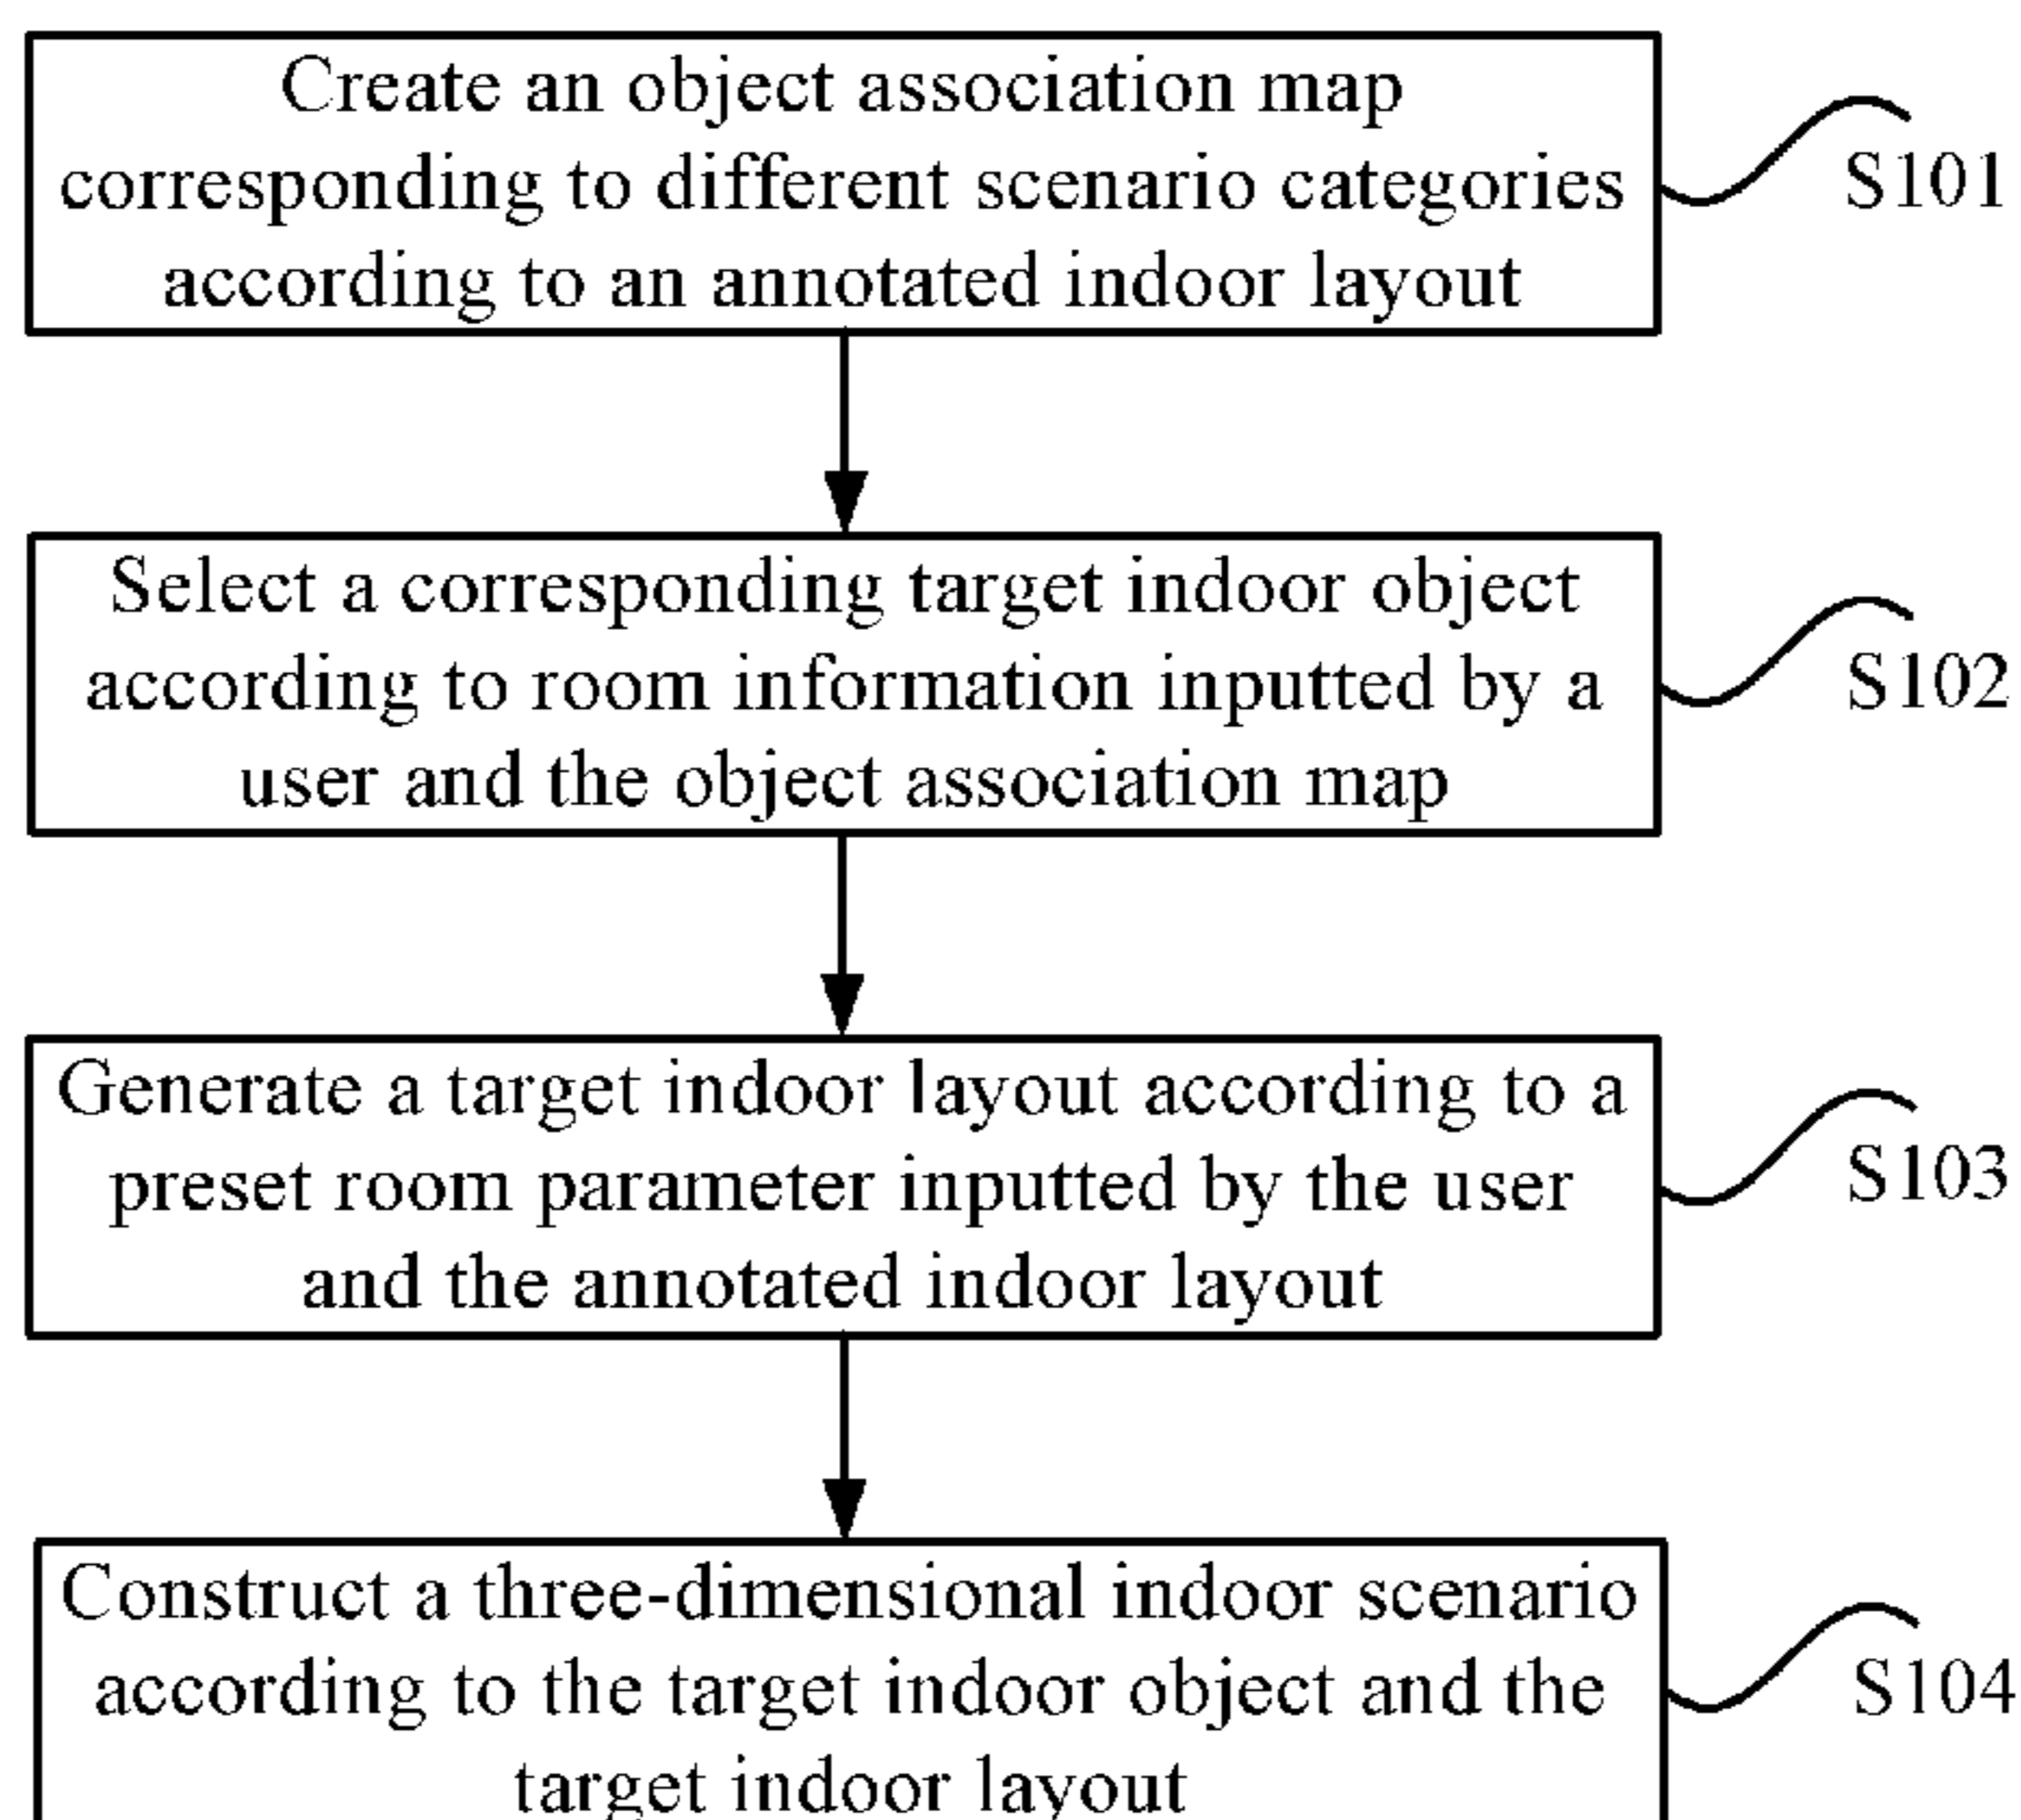 Create an object association map
corresponding to different scenario categories
according to an annotated indoor layout
S101
Select a corresponding target indoor object
according to room information inputted by a
user and the object association map
S102
Generate a target indoor layout according to a
preset room parameter inputted by the user
and the annotated indoor layout
S103
Construct a three-dimensional indoor scenario
according to the target indoor object and the
target indoor layout
S104